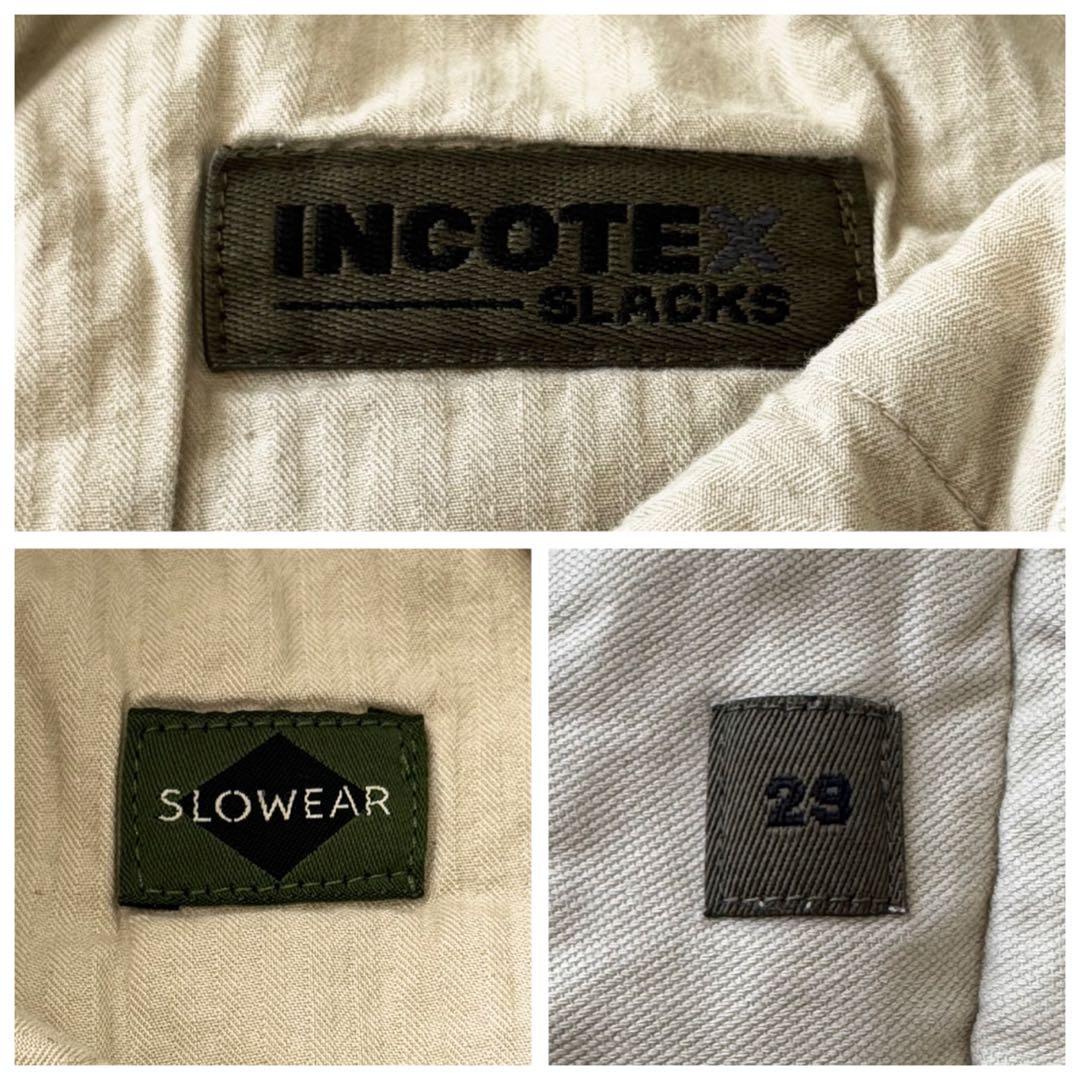 INCOTEX
SLACKS
SLOWEAR
29